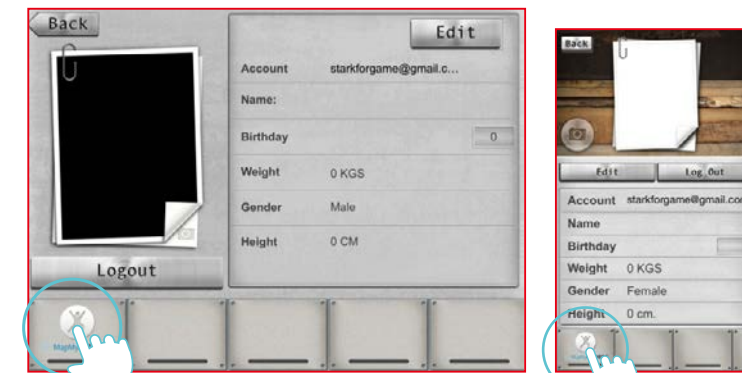 Back
Edit
Account starkforgame@gmail.c...
Name:
Birthday 0
Weight 0 KGS
Gender Male
Height 0 CM
Logout
Back
Edit Log Out
Account starkforgame@gmail.com
Name
Birthday
Weight 0 KGS
Gender Female
Height 0 cm.